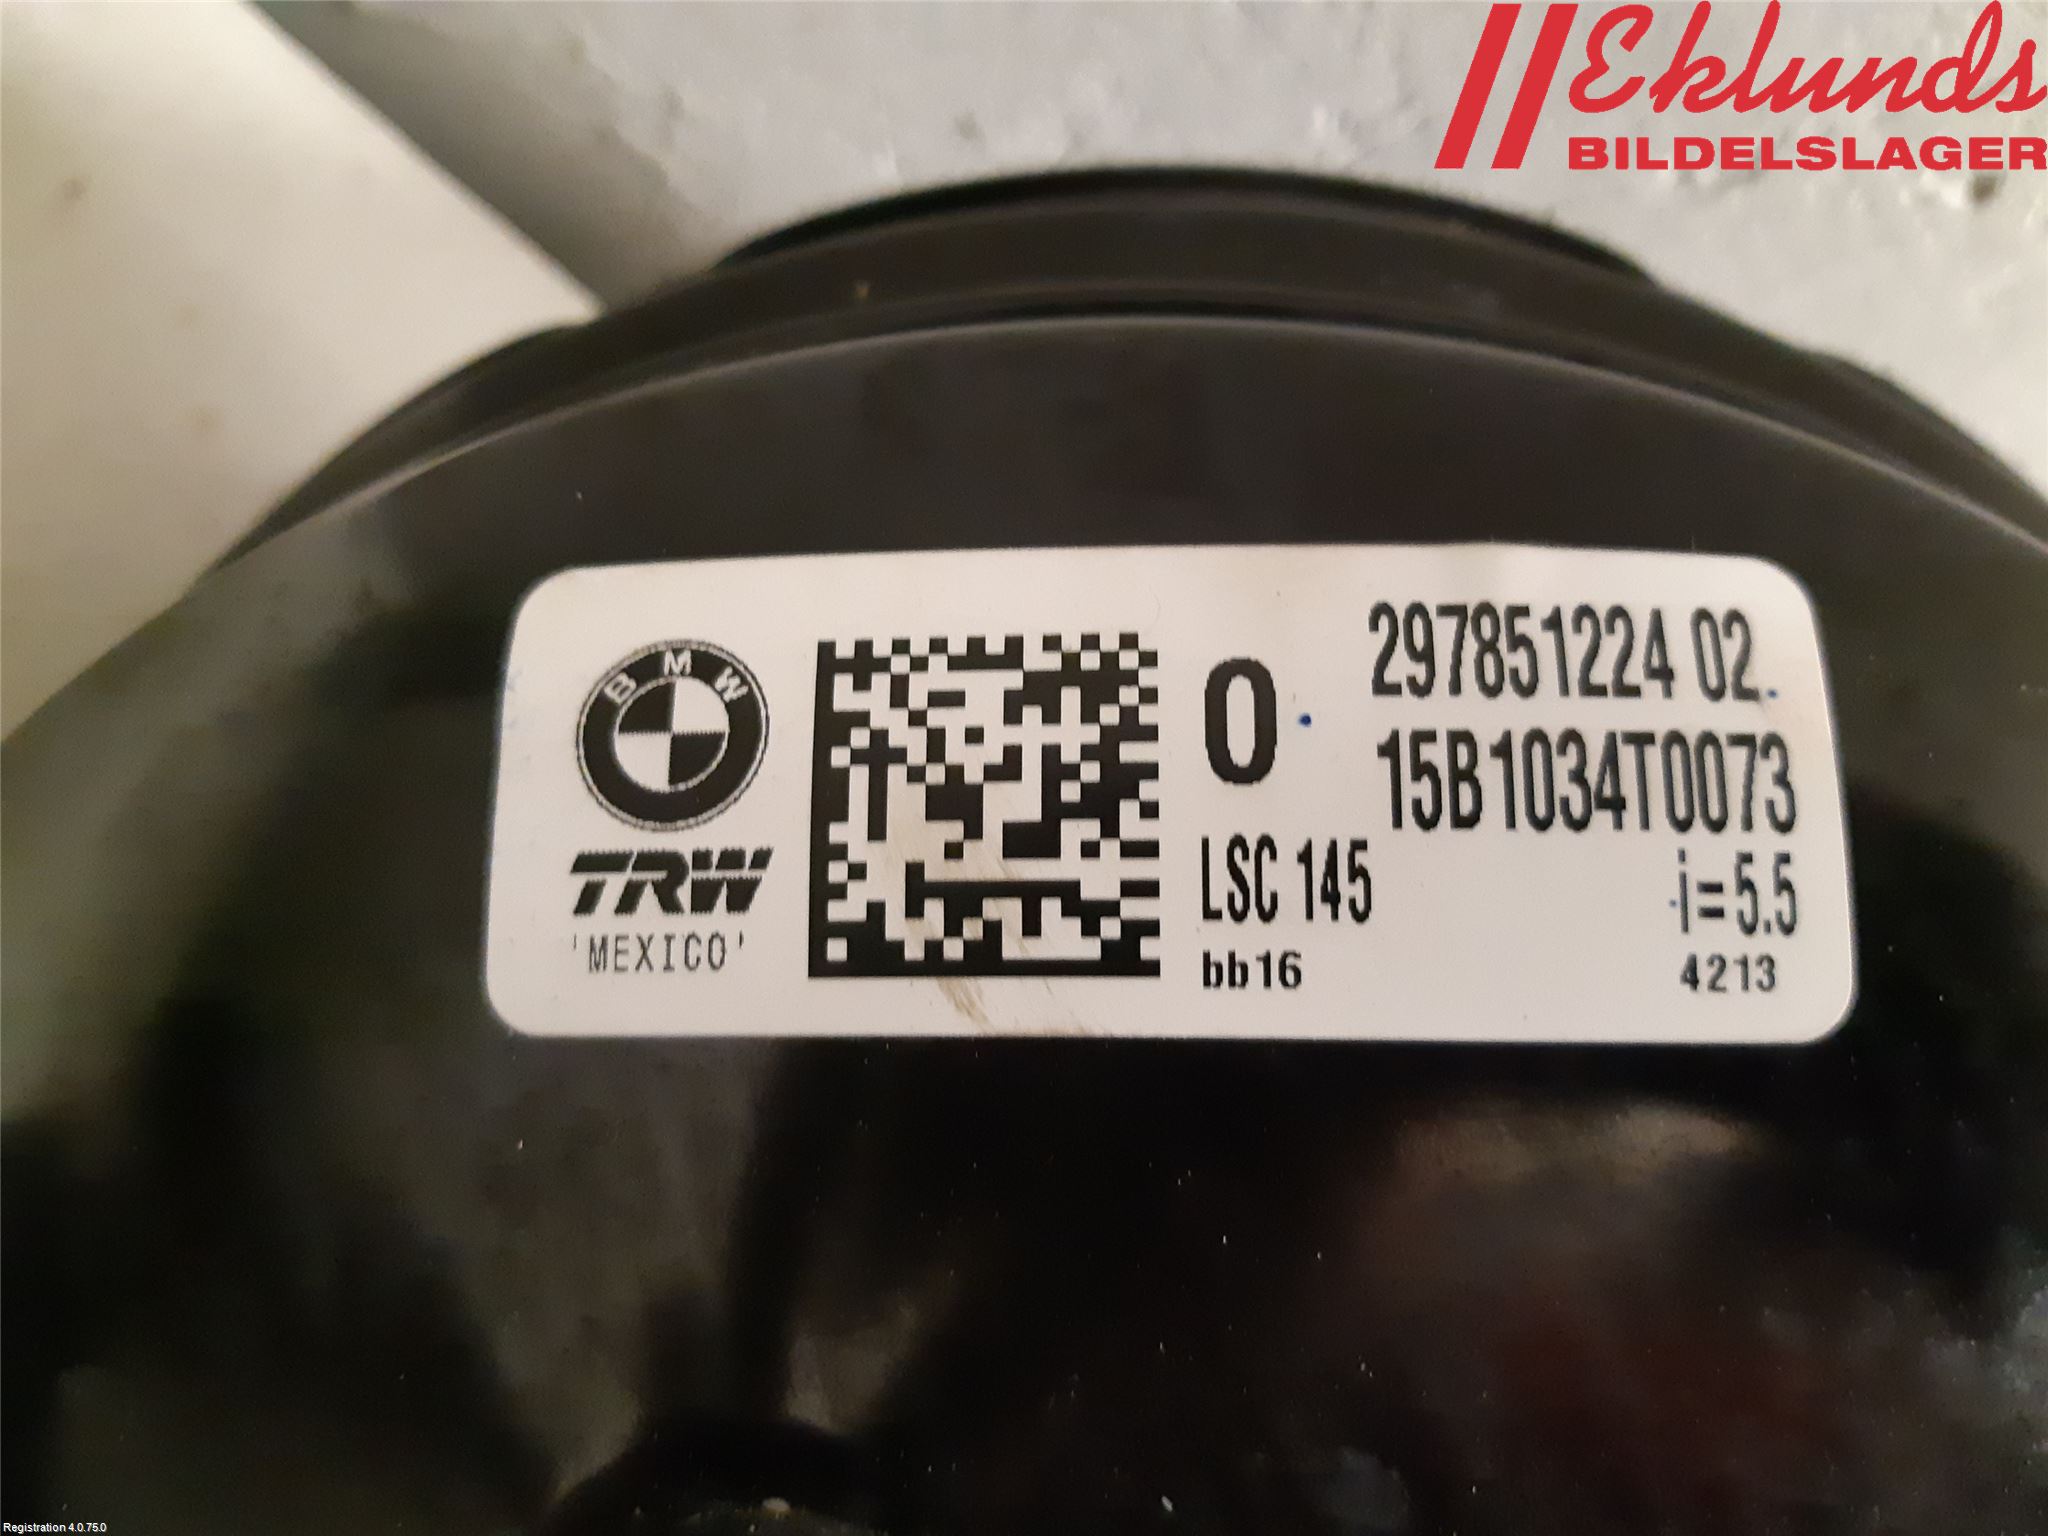 Eklunds
BILDELSLAGER
BMW
TRW
'MEXICO'
0
297851224 02
15B1034T0073
LSC 145
i=5.5
bb16
4213
Registration 4.0.75.0